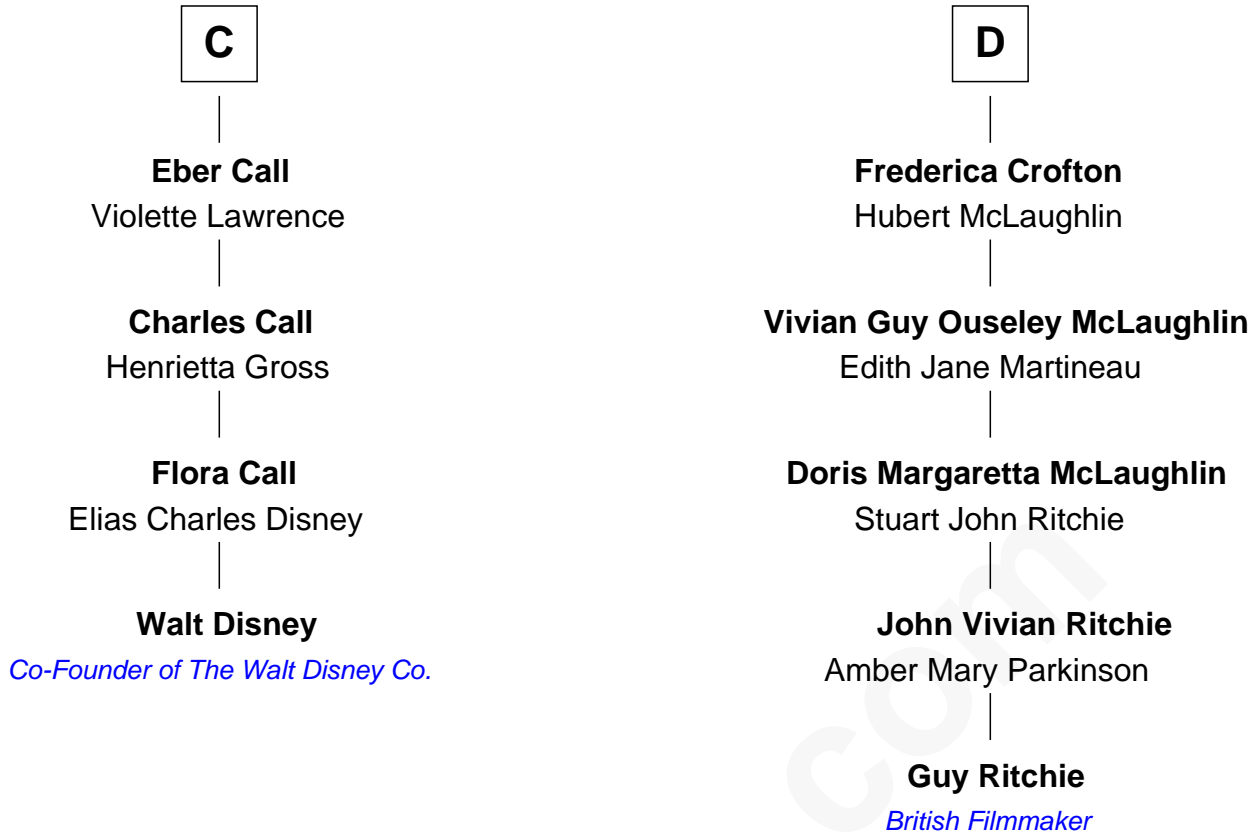 C
Eber Call
Violette Lawrence
Charles Call
Henrietta Gross
Flora Call
Elias Charles Disney
Walt Disney
Co-Founder of The Walt Disney Co.
D
Frederica Crofton
Hubert McLaughlin
Vivian Guy Ouseley McLaughlin
Edith Jane Martineau
Doris Margaretta McLaughlin
Stuart John Ritchie
John Vivian Ritchie
Amber Mary Parkinson
Guy Ritchie
British Filmmaker
com